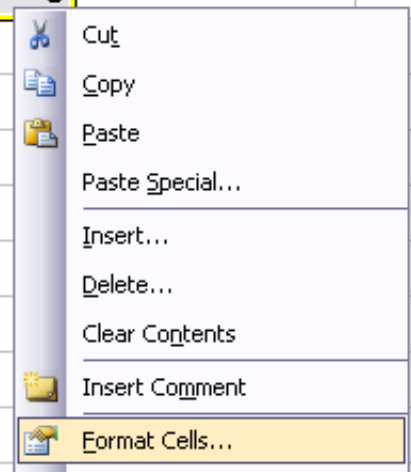 Cut
Copy
Paste
Paste Special...
Insert...
Delete...
Clear Contents
Insert Comment
Format Cells...